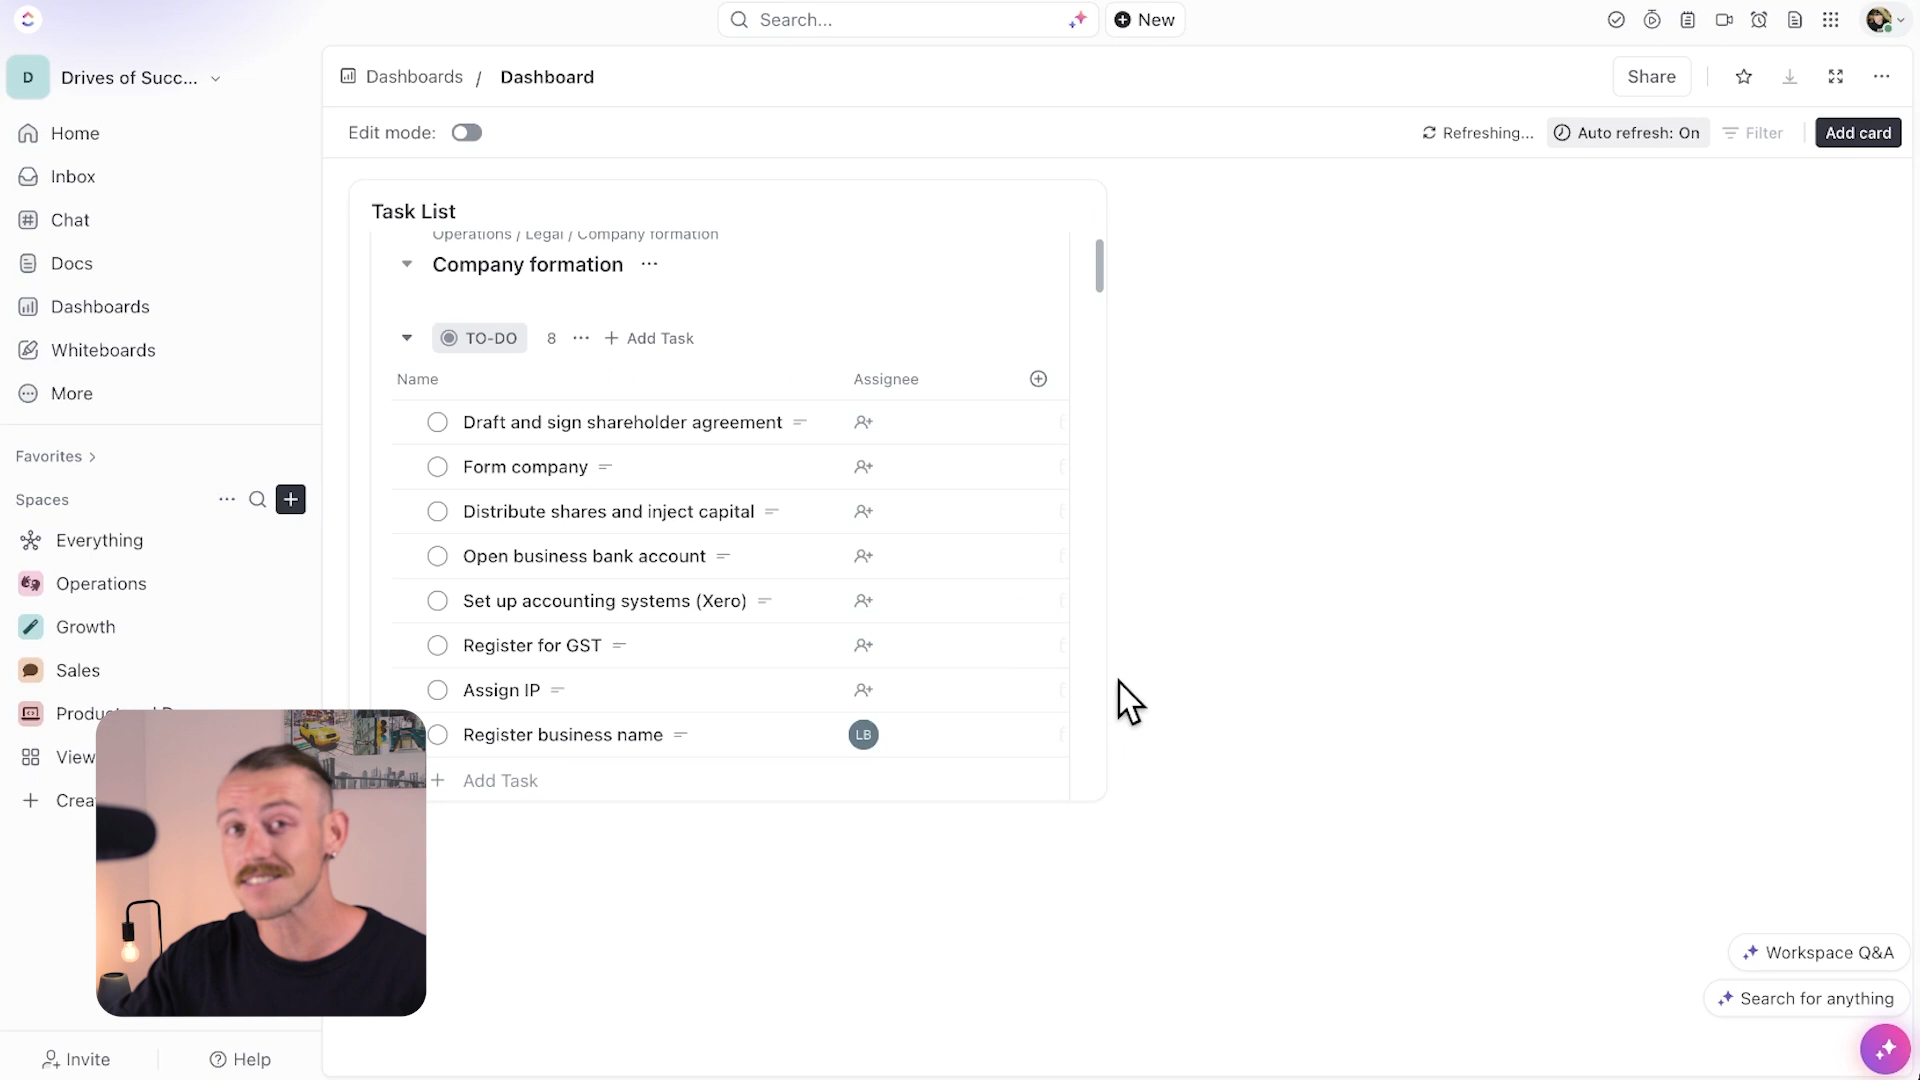 Search...
New
D
Drives of Succ...
Dashboards / Dashboard
Share
Edit mode:
Refreshing...
Auto refresh: On
Filter
Add card
Home
Inbox
Chat
Docs
Dashboards
Whiteboards
More
Favorites
Spaces
Everything
Operations
Growth
Sales
View
Task List
Operations / Legal / Company formation
Company formation
TO-DO
8
Add Task
Name
Assignee
Draft and sign shareholder agreement
Form company
Distribute shares and inject capital
Open business bank account
Set up accounting systems (Xero)
Register for GST
Assign IP
Register business name
LB
Add Task
Workspace Q&A
Search for anything
Invite
Help